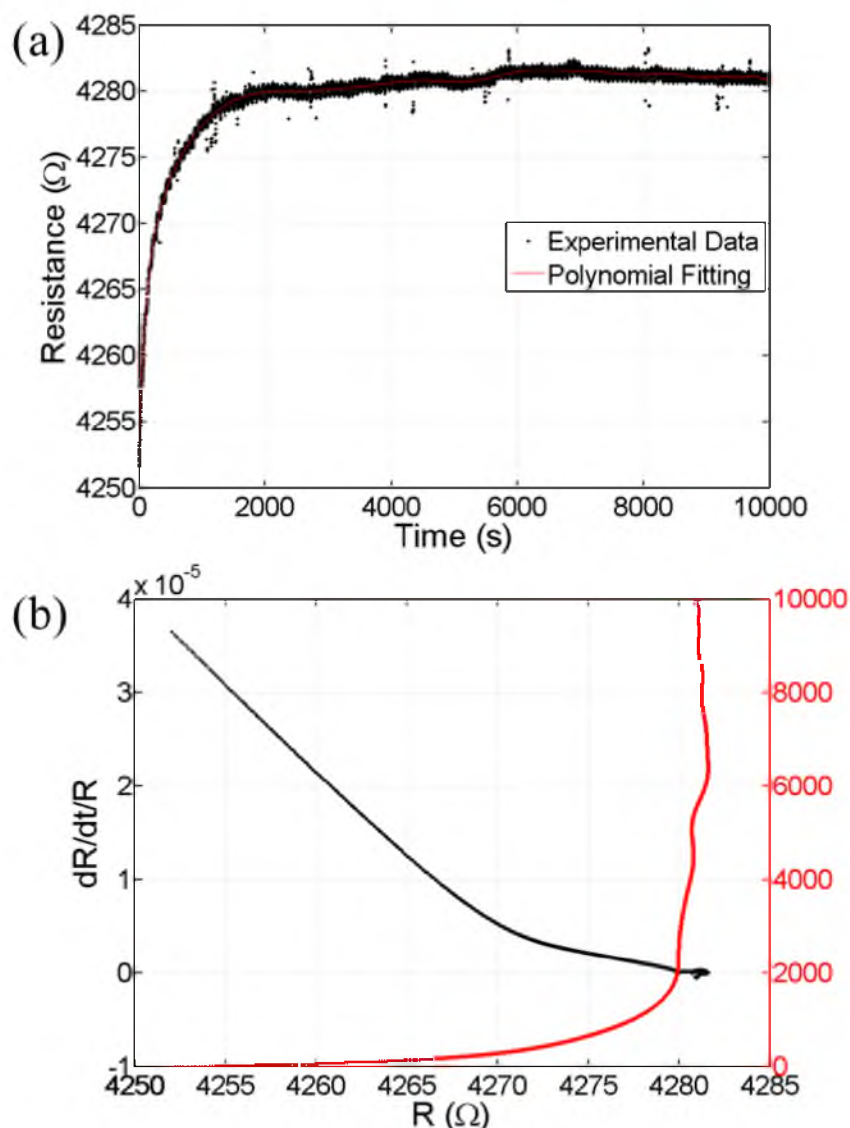 (a)
4285
4280
4275
4270
4265
4260
4255
4250
Resistance (Ω)
Experimental Data
Polynomial Fitting
0 2000 4000 6000 8000 10000
Time (s)
(b)
x 10^-5
4
3
2
1
0
-1
dR/dt/R
10000
8000
6000
4000
2000
0
4250 4255 4260 4265 4270 4275 4280 4285
R (Ω)